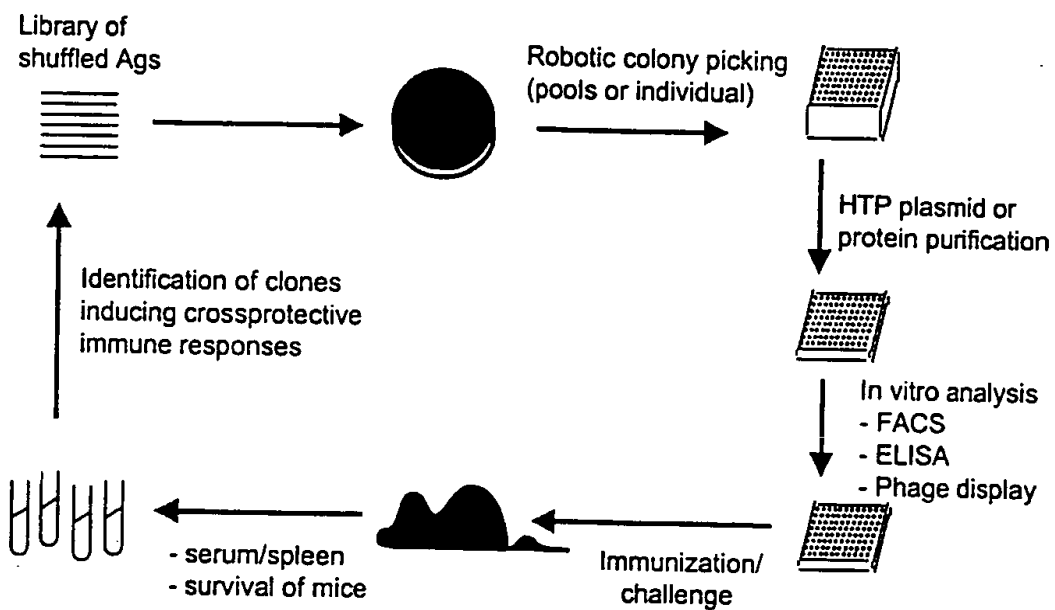 Library of
shuffled Ags
Robotic colony picking
(pools or individual)
HTP plasmid or
protein purification
In vitro analysis
- FACS
- ELISA
- Phage display
Immunization/
challenge
- serum/spleen
- survival of mice
Identification of clones
inducing crossprotective
immune responses